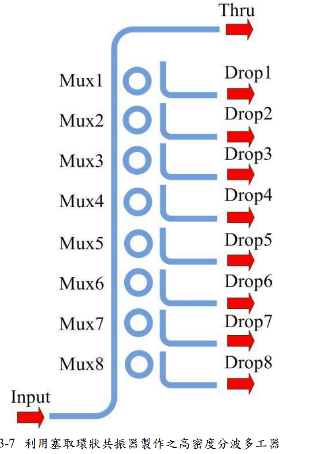 Thru
Mux1 Drop1
Mux2 Drop2
Mux3 Drop3
Mux4 Drop4
Mux5 Drop5
Mux6 Drop6
Mux7 Drop7
Mux8 Drop8
Input
3-7 利用塞取環狀共振器製作之高密度分波多工器